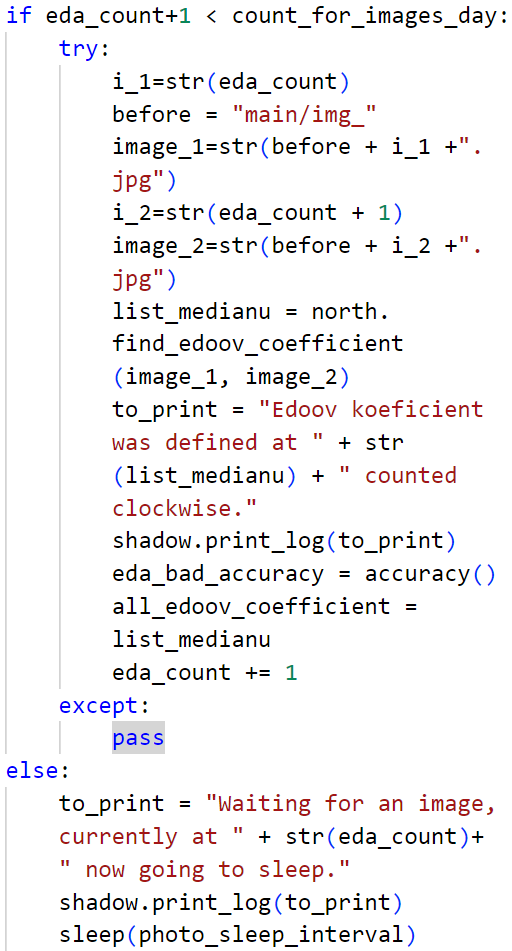 if eda_count+1 < count_for_images_day:
    try:
        i_1=str(eda_count)
        before = "main/img_"
        image_1=str(before + i_1 +".
        jpg")
        i_2=str(eda_count + 1)
        image_2=str(before + i_2 +".
        jpg")
        list_medianu = north.
        find_edoov_coefficient
        (image_1, image_2)
        to_print = "Edoov koeficient
        was defined at " + str
        (list_medianu) + " counted
        clockwise."
        shadow.print_log(to_print)
        eda_bad_accuracy = accuracy()
        all_edoov_coefficient =
        list_medianu
        eda_count += 1
    except:
        pass
else:
    to_print = "Waiting for an image,
    currently at " + str(eda_count)+
    " now going to sleep."
    shadow.print_log(to_print)
    sleep(photo_sleep_interval)